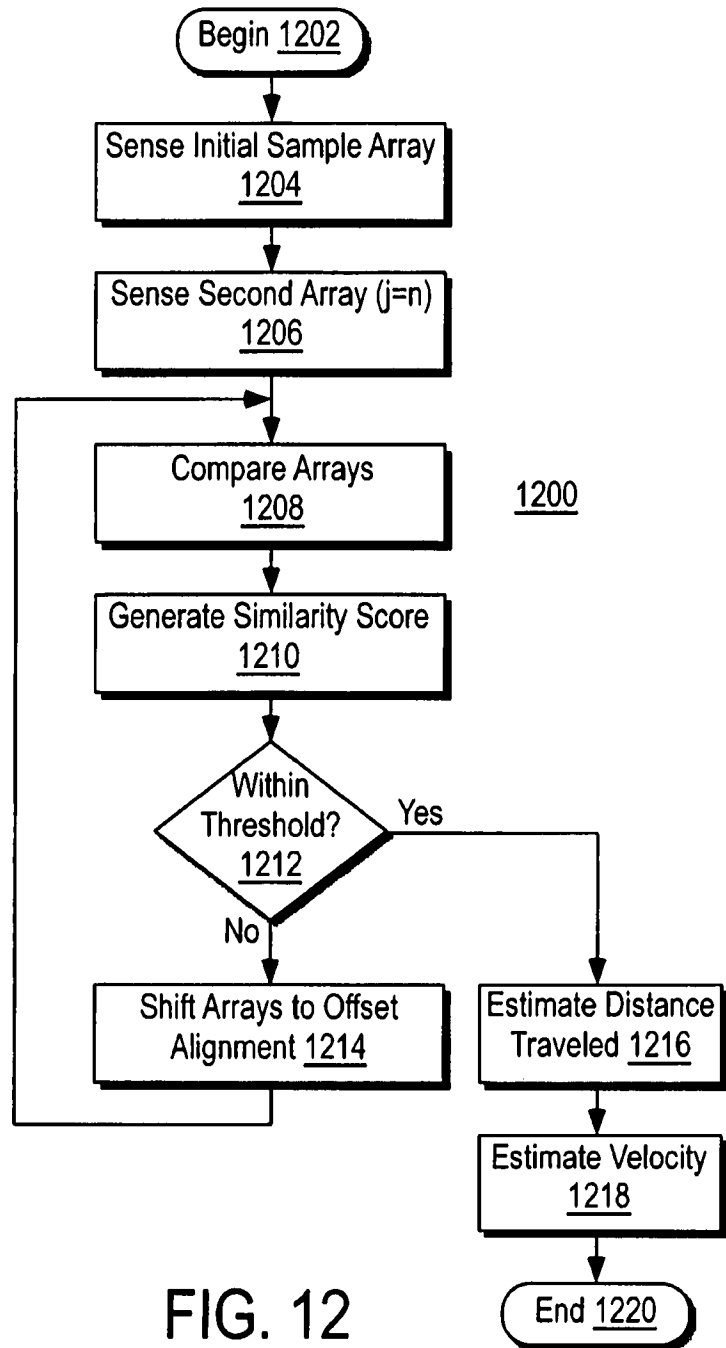 Begin 1202
Sense Initial Sample Array
1204
Sense Second Array (j=n)
1206
Compare Arrays
1208
1200
Generate Similarity Score
1210
Within
Threshold?
1212
Yes
No
Shift Arrays to Offset
Alignment 1214
Estimate Distance
Traveled 1216
Estimate Velocity
1218
End 1220
FIG. 12